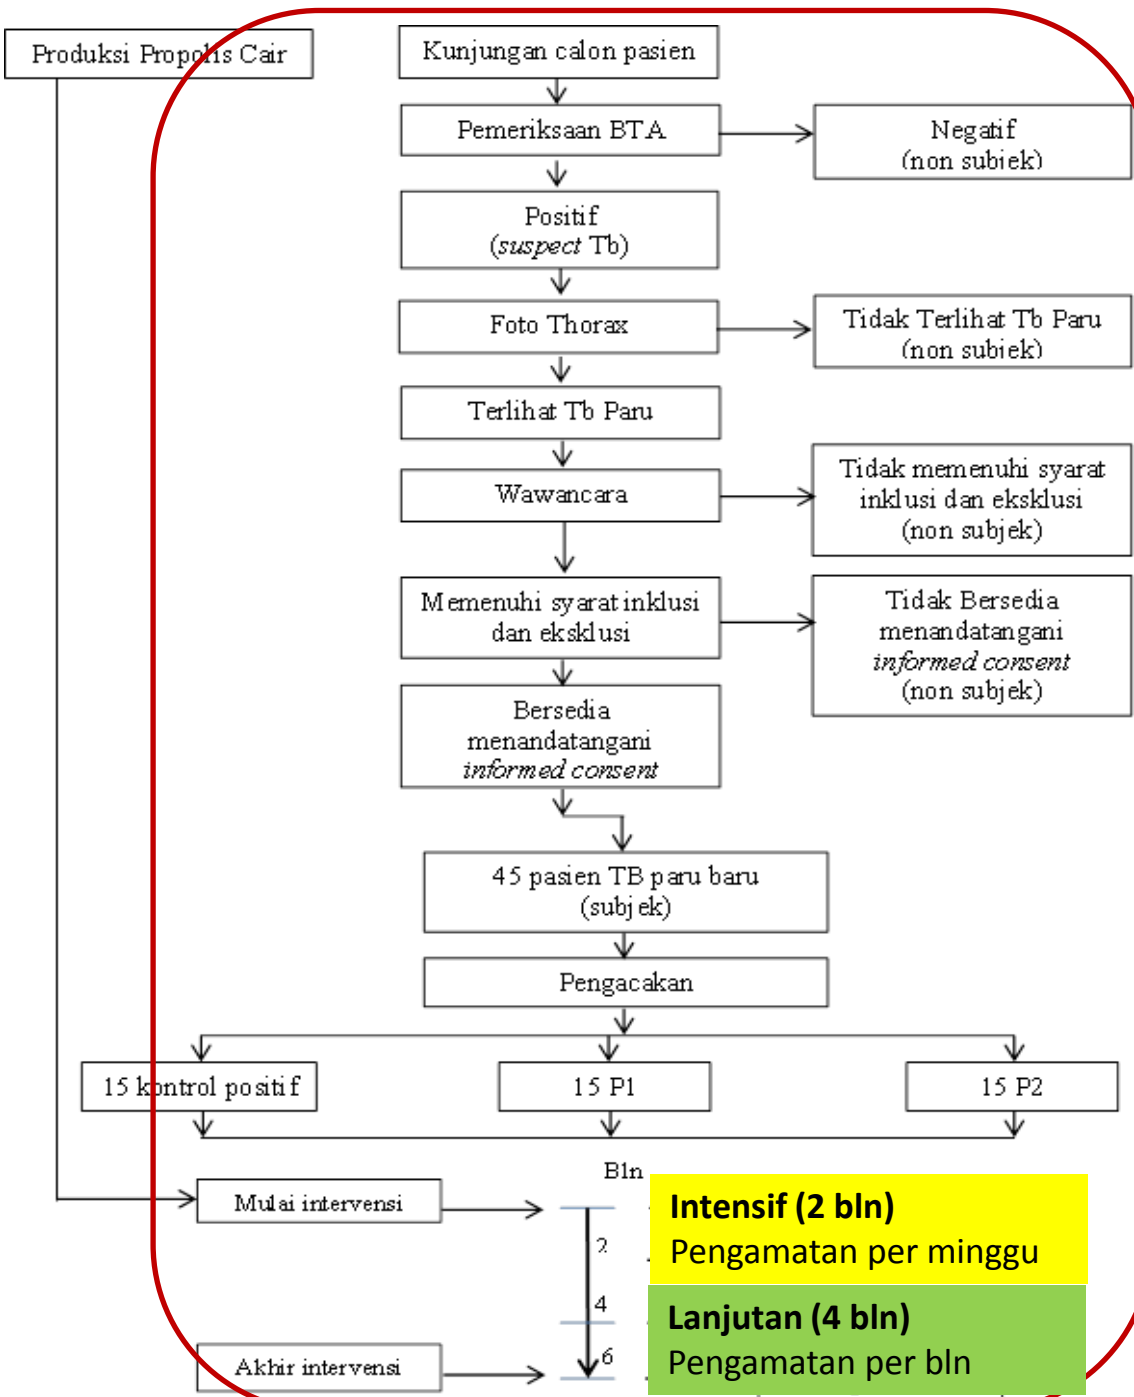 Produksi Propolis Cair
Kunjungan calon pasien
Pemeriksaan BTA
Negatif
(non subjek)
Positif
(suspect Tb)
Foto Thorax
Tidak Terlihat Tb Paru
(non subjek)
Terlihat Tb Paru
Wawancara
Tidak memenuhi syarat
inklusi dan eksklusi
(non subjek)
Memenuhi syarat inklusi
dan eksklusi
Tidak Bersedia
menandatangani
informed consent
(non subjek)
Bersedia
menandatangani
informed consent
45 pasien TB paru baru
(subjek)
Pengacakan
15 kontrol positif
15 P1
15 P2
Bln
Mulai intervensi
2
4
6
Intensif (2 bln)
Pengamatan per minggu
Lanjutan (4 bln)
Pengamatan per bln
Akhir intervensi